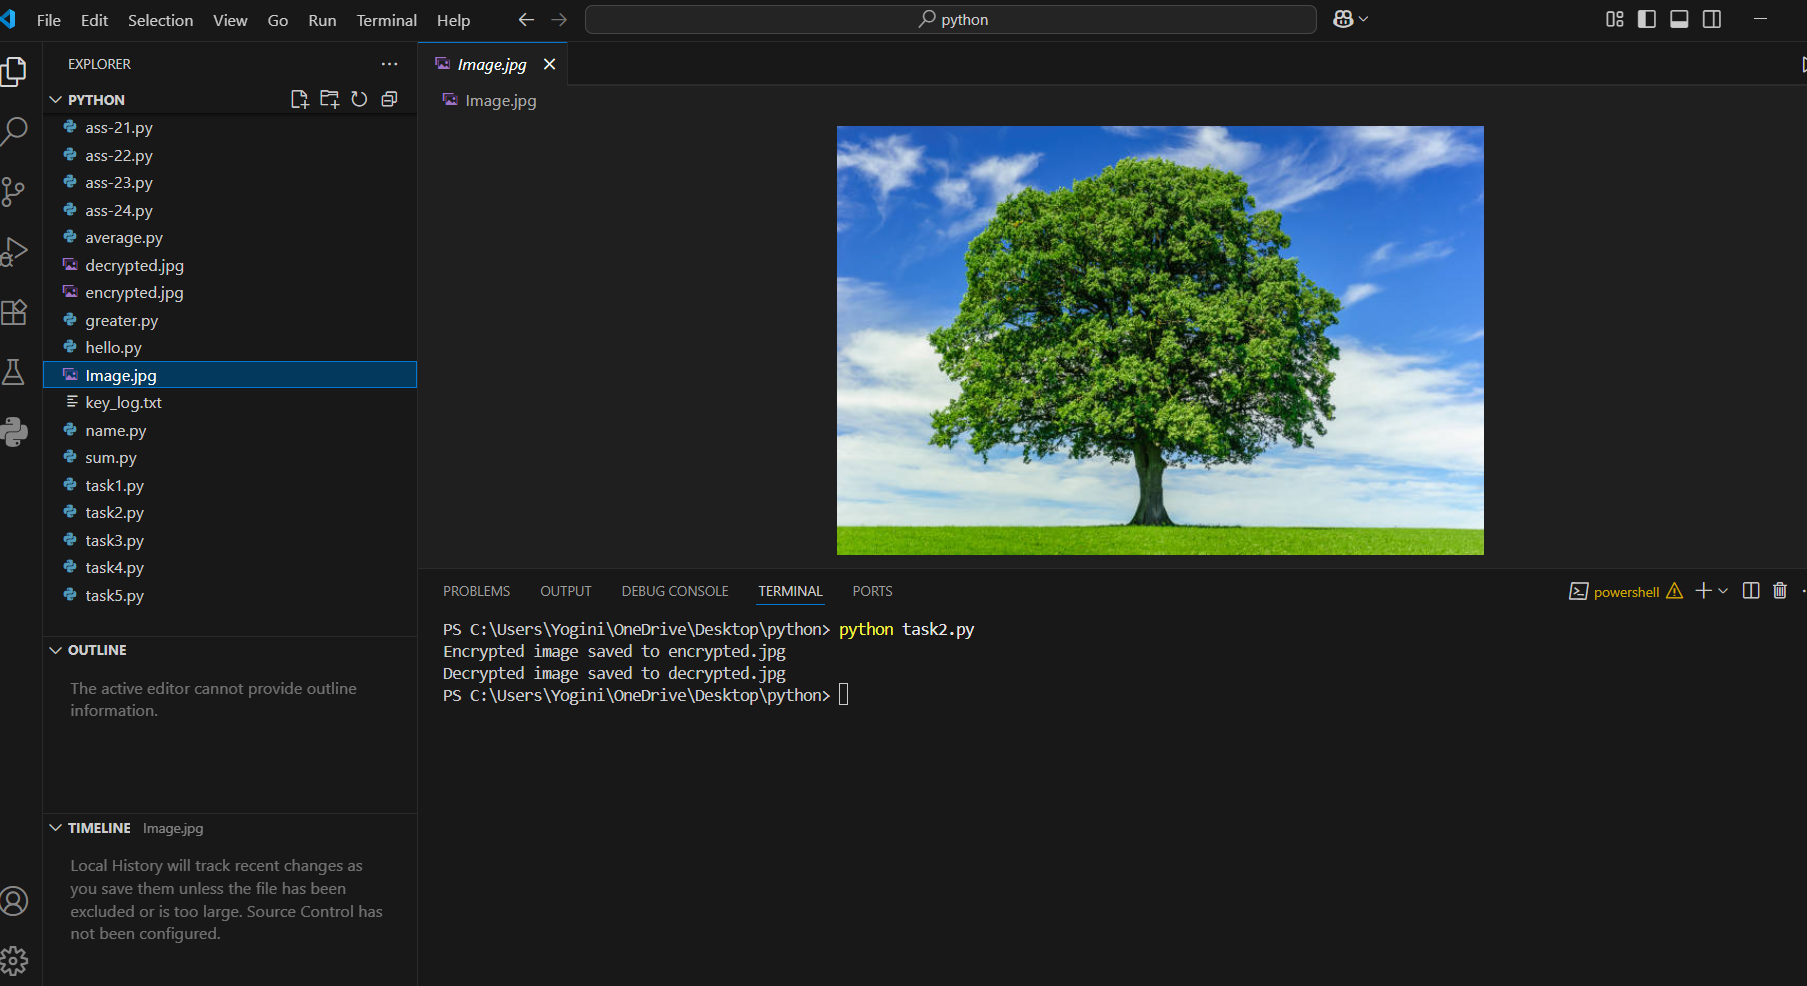 File Edit Selection View Go Run Terminal Help
python
EXPLORER
PYTHON
ass-21.py
ass-22.py
ass-23.py
ass-24.py
average.py
decrypted.jpg
encrypted.jpg
greater.py
hello.py
Image.jpg
key_log.txt
name.py
sum.py
task1.py
task2.py
task3.py
task4.py
task5.py
OUTLINE
The active editor cannot provide outline
information.
TIMELINE Image.jpg
Local History will track recent changes as
you save them unless the file has been
excluded or is too large. Source Control has
not been configured.
Image.jpg
Image.jpg
PROBLEMS OUTPUT DEBUG CONSOLE TERMINAL PORTS
powershell
PS C:\Users\Yogini\OneDrive\Desktop\python> python task2.py
Encrypted image saved to encrypted.jpg
Decrypted image saved to decrypted.jpg
PS C:\Users\Yogini\OneDrive\Desktop\python>